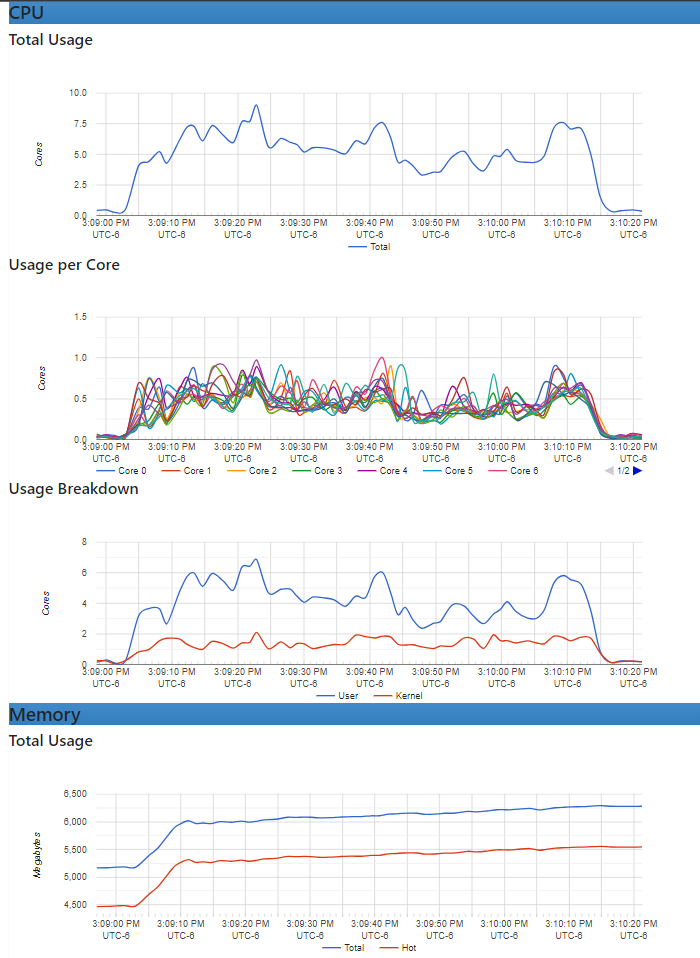 CPU
Total Usage
10.0
7.5
5.0
2.5
0.0
Cores
3:09:00 PM 3:09:10 PM 3:09:20 PM 3:09:30 PM 3:09:40 PM 3:09:50 PM 3:10:00 PM 3:10:10 PM 3:10:20 PM
UTC-6 UTC-6 UTC-6 UTC-6 UTC-6 UTC-6 UTC-6 UTC-6 UTC-6
Total
Usage per Core
1.5
1.0
0.5
0.0
Cores
3:09:00 PM 3:09:10 PM 3:09:20 PM 3:09:30 PM 3:09:40 PM 3:09:50 PM 3:10:00 PM 3:10:10 PM 3:10:20 PM
UTC-6 UTC-6 UTC-6 UTC-6 UTC-6 UTC-6 UTC-6 UTC-6 UTC-6
Core 0 Core 1 Core 2 Core 3 Core 4 Core 5 Core 6 1/2
Usage Breakdown
8
6
4
2
0
Cores
3:09:00 PM 3:09:10 PM 3:09:20 PM 3:09:30 PM 3:09:40 PM 3:09:50 PM 3:10:00 PM 3:10:10 PM 3:10:20 PM
UTC-6 UTC-6 UTC-6 UTC-6 UTC-6 UTC-6 UTC-6 UTC-6 UTC-6
User Kernel
Memory
Total Usage
6,500
6,000
5,500
5,000
4,500
Megabytes
3:09:00 PM 3:09:10 PM 3:09:20 PM 3:09:30 PM 3:09:40 PM 3:09:50 PM 3:10:00 PM 3:10:10 PM 3:10:20 PM
UTC-6 UTC-6 UTC-6 UTC-6 UTC-6 UTC-6 UTC-6 UTC-6 UTC-6
Total Hot